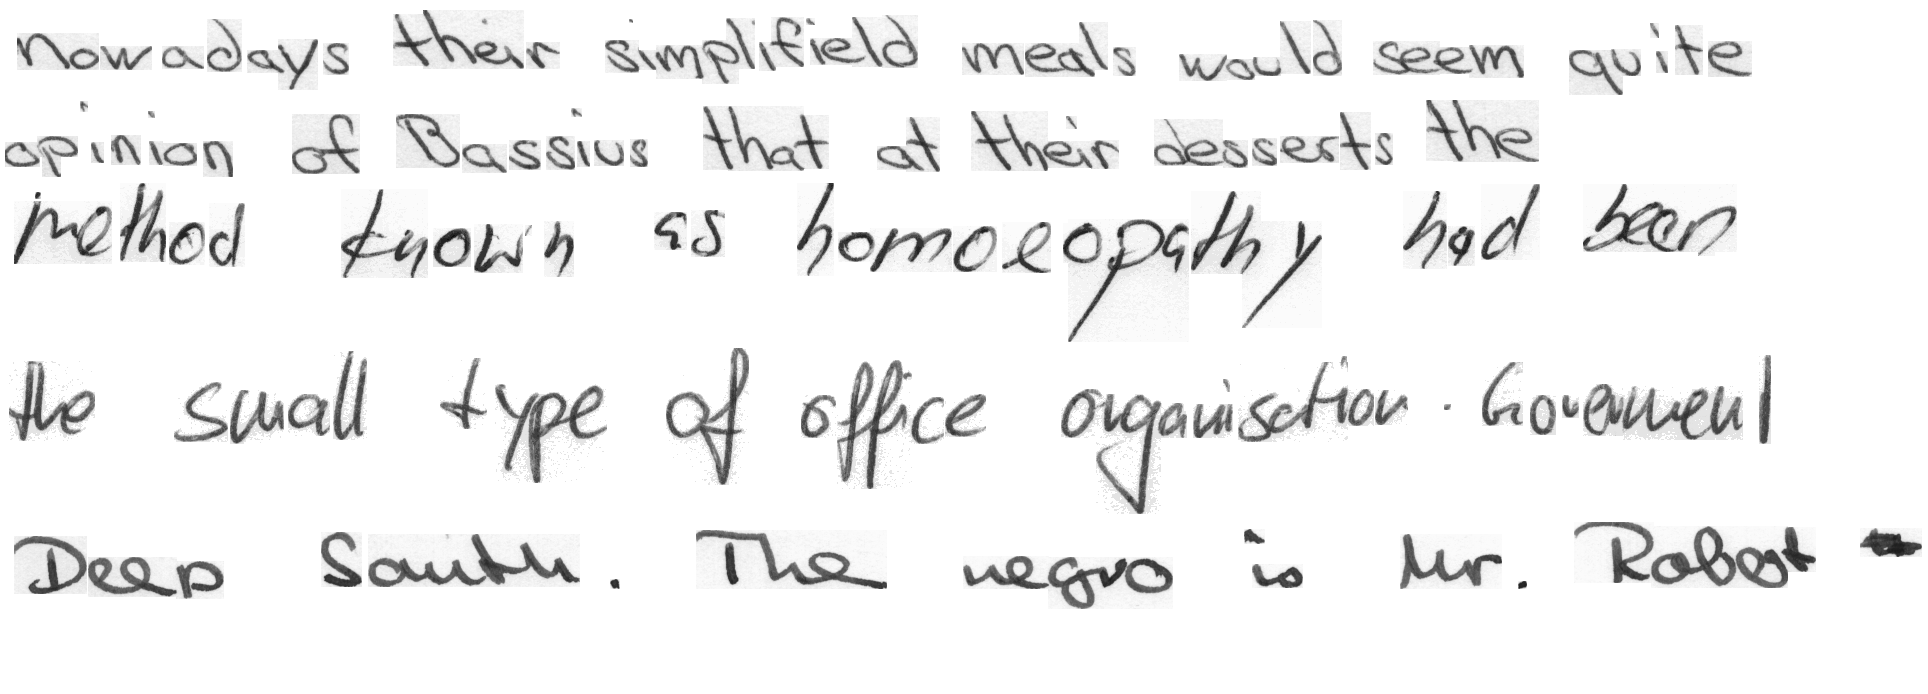 nowadays their simplifield meals would seem quite
opinion of Bassius that at their desserts the
method known as homoeopathy had been
the small type of office organisation. Government
Deep South. The negro is Mr. Robert